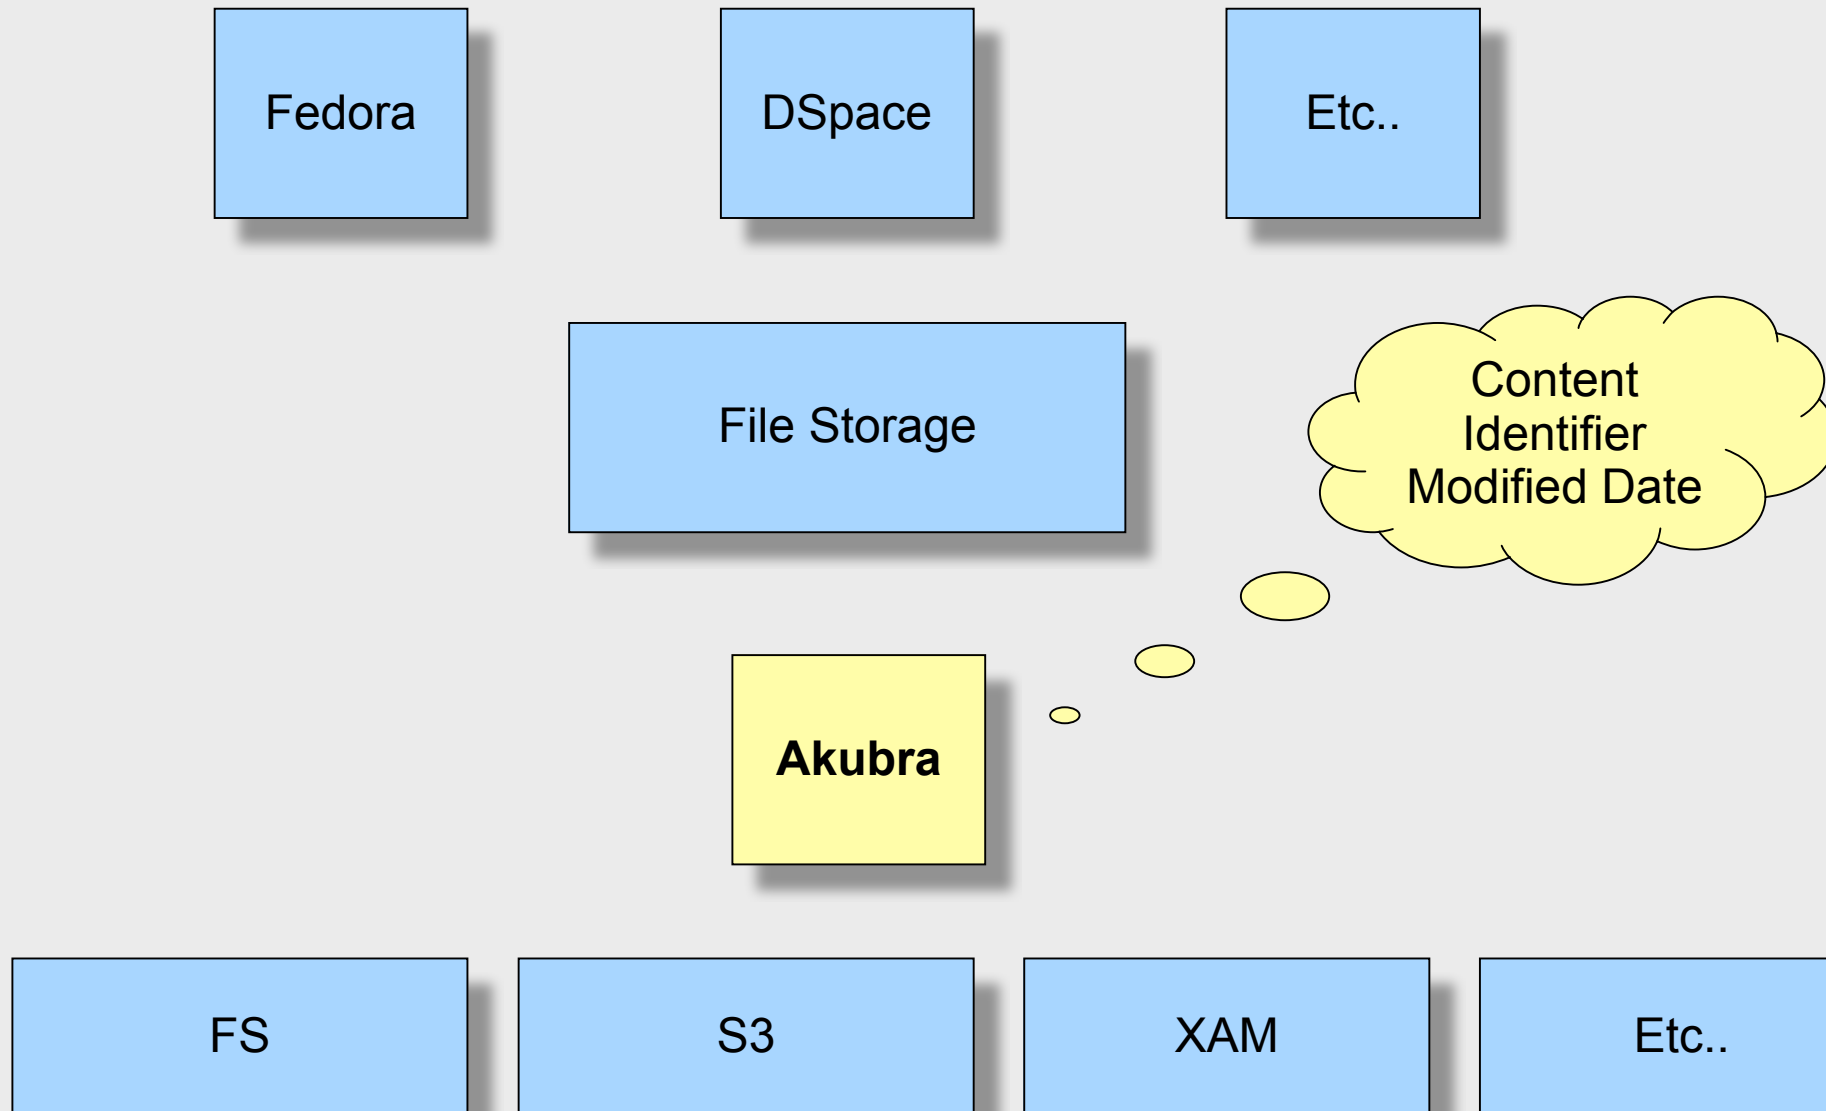 Fedora
DSpace
Etc..
File Storage
Content
Identifier
Modified Date
Akubra
FS
S3
XAM
Etc..